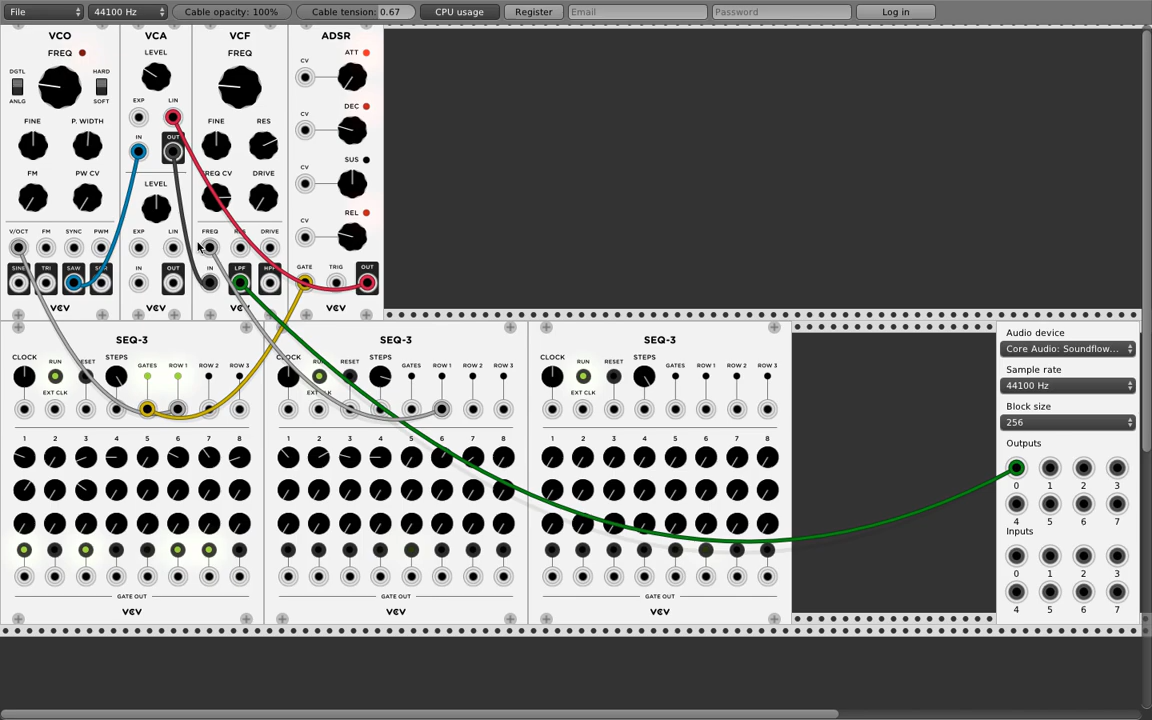 File 44100 Hz Cable opacity: 100% Cable tension: 0.67 CPU usage Register Email Password Log in
VCO VCA VCF ADSR
FREQ LEVEL FREQ ATT
CV
DGTL HARD
ANLG SOFT
EXP LIN DEC
CV
FINE P. WIDTH FINE RES
IN OUT
SUS
CV
FM PW CV LEVEL FREQ CV DRIVE
REL
CV
V/OCT FM SYNC PWM EXP LIN FREQ RES DRIVE
SINE TRI SAW SQR IN OUT IN LPF HPF GATE TRIG OUT
VCV VCV VCV VCV
SEQ-3 SEQ-3 SEQ-3
CLOCK RUN RESET STEPS GATES ROW 1 ROW 2 ROW 3
EXT CLK
1 2 3 4 5 6 7 8
GATE OUT
VCV
CLOCK RUN RESET STEPS GATES ROW 1 ROW 2 ROW 3
EXT CLK
1 2 3 4 5 6 7 8
GATE OUT
VCV
CLOCK RUN RESET STEPS GATES ROW 1 ROW 2 ROW 3
EXT CLK
1 2 3 4 5 6 7 8
GATE OUT
VCV
Audio device
Core Audio: Soundflow...
Sample rate
44100 Hz
Block size
256
Outputs
0 1 2 3
4 5 6 7
Inputs
0 1 2 3
4 5 6 7